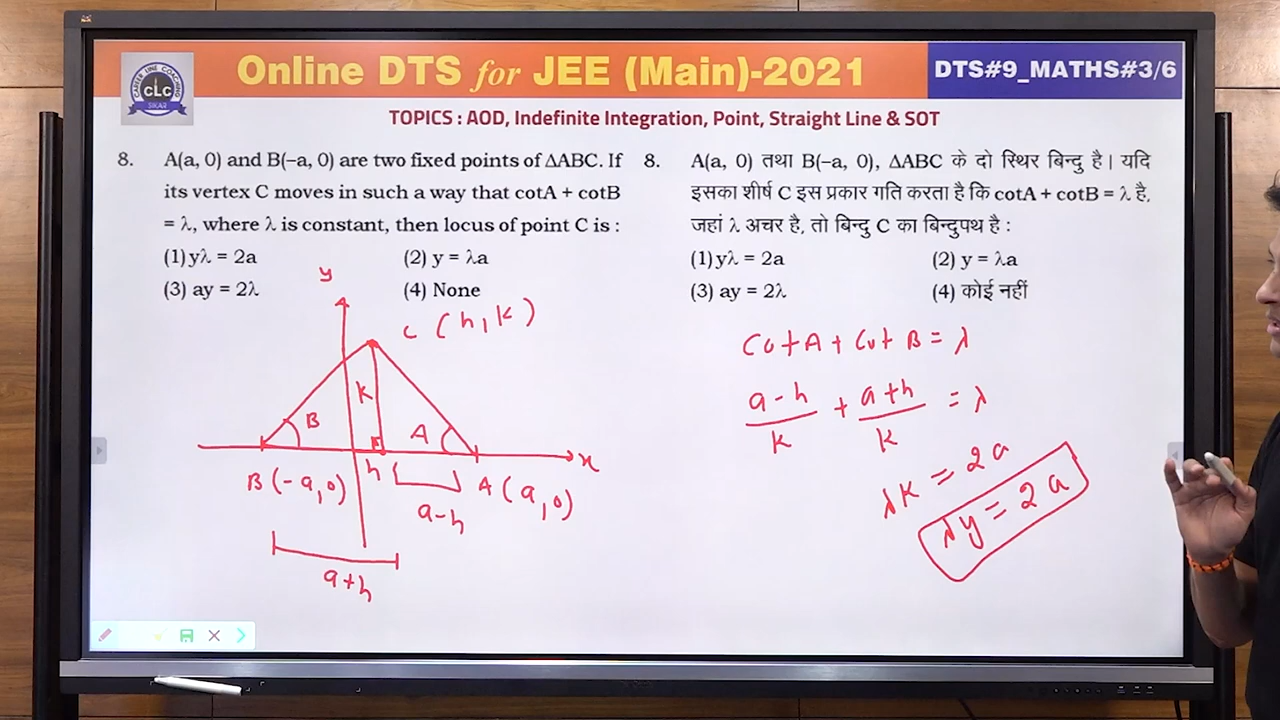 Online DTS for JEE (Main)-2021
DTS#9_MATHS#3/6
CAREER LINE COACHING
CLC
SIKAR
TOPICS : AOD, Indefinite Integration, Point, Straight Line & SOT
8. A(a, 0) and B(−a, 0) are two fixed points of ΔABC. If
its vertex C moves in such a way that cotA + cotB
= λ, where λ is constant, then locus of point C is :
(1) yλ = 2a (2) y = λa
(3) ay = 2λ (4) None
8. A(a, 0) तथा B(−a, 0), ΔABC के दो स्थिर बिन्दु है। यदि
इसका शीर्ष C इस प्रकार गति करता है कि cotA + cotB = λ है,
जहां λ अचर है, तो बिन्दु C का बिन्दुपथ है :
(1) yλ = 2a (2) y = λa
(3) ay = 2λ (4) कोई नहीं
y
C (h, k)
K
B
A
x
B (-a, 0)
h
A (a, 0)
a-h
a+h
Cot A + Cot B = λ
a-h/k + a+h/k = λ
λK = 2a
λy = 2a